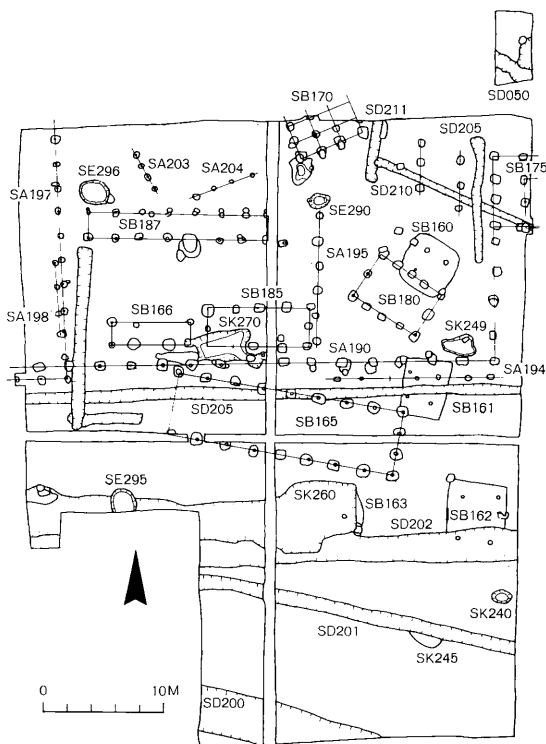 SD050
SB170
SD211
SD205
SA203
SA204
SE296
SB175
SA197
SD210
SE290
SB187
SB160
SA195
SB180
SB185
SB166
SA198
SK270
SK249
SA190
SA194
SD205
SB165
SB161
SE295
SK260
SB163
SD202
SB162
SK240
SD201
SK245
0 10M
SD200